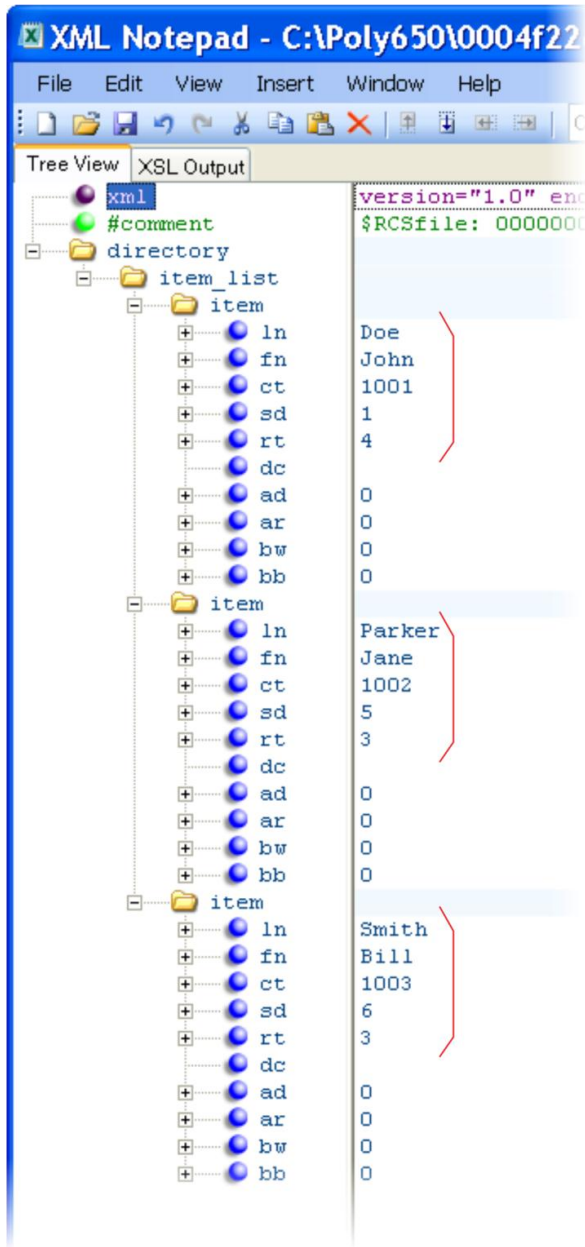 XML Notepad - C:\Poly650\0004f22
File Edit View Insert Window Help
Tree View XSL Output
xml version="1.0" enc
#comment $RCSfile: 0000000
directory
item_list
item
ln Doe
fn John
ct 1001
sd 1
rt 4
dc
ad 0
ar 0
bw 0
bb 0
item
ln Parker
fn Jane
ct 1002
sd 5
rt 3
dc
ad 0
ar 0
bw 0
bb 0
item
ln Smith
fn Bill
ct 1003
sd 6
rt 3
dc
ad 0
ar 0
bw 0
bb 0